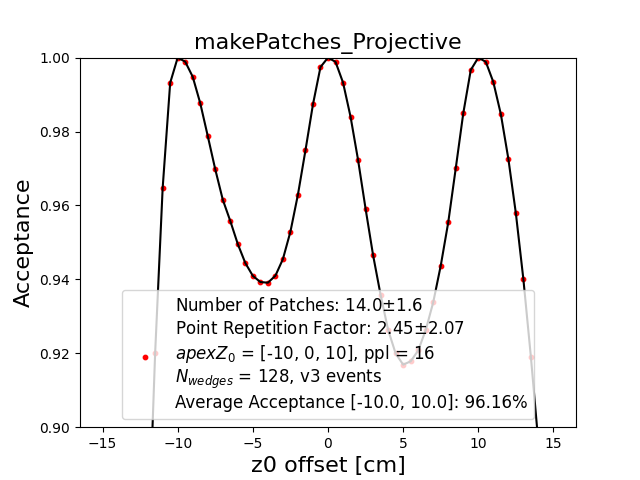 makePatches_Projective
Acceptance
1.00
0.98
0.96
0.94
0.92
0.90
Number of Patches: 14.0±1.6
Point Repetition Factor: 2.45±2.07
apexZ₀ = [-10, 0, 10], ppl = 16
N_wedges = 128, v3 events
Average Acceptance [-10.0, 10.0]: 96.16%
−15 −10 −5 0 5 10 15
z0 offset [cm]